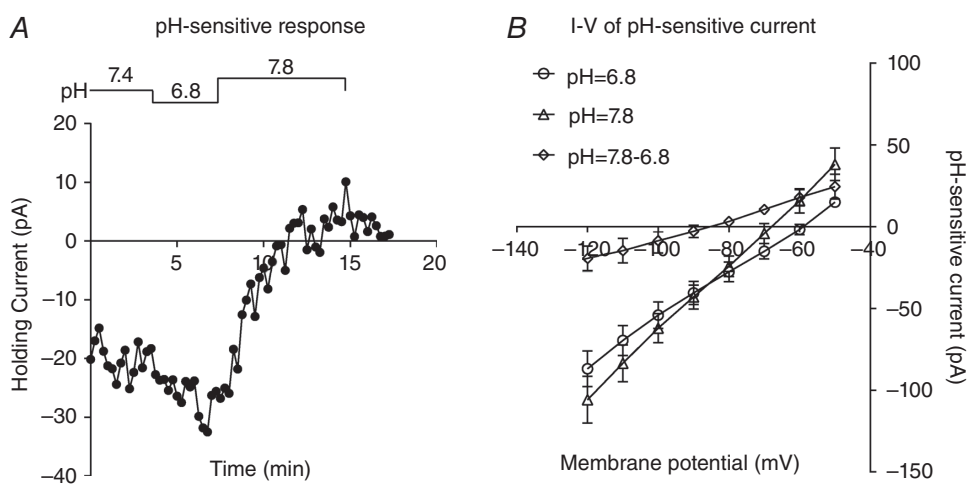 A
pH-sensitive response
pH
7.4
6.8
7.8
20
10
0
−10
−20
−30
−40
5
10
15
20
Holding Current (pA)
Time (min)
B
I-V of pH-sensitive current
pH=6.8
pH=7.8
pH=7.8-6.8
100
50
0
−50
−100
−150
−140
−120
−100
−80
−60
−40
pH-sensitive current (pA)
Membrane potential (mV)